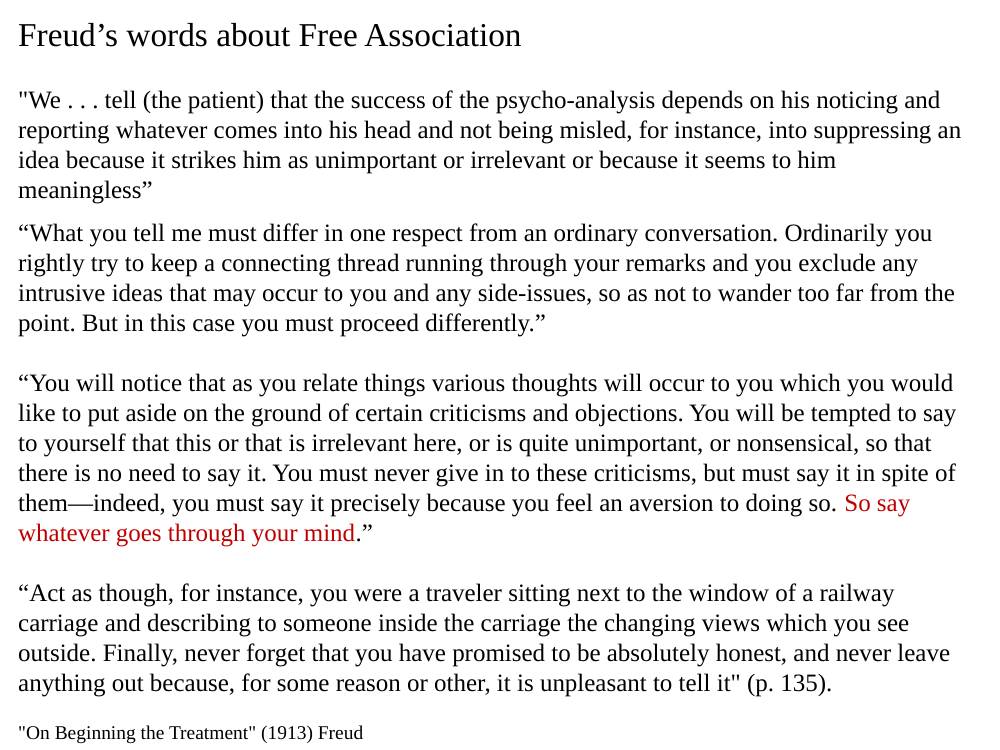 Freud’s words about Free Association
"We . . . tell (the patient) that the success of the psycho-analysis depends on his noticing and
reporting whatever comes into his head and not being misled, for instance, into suppressing an
idea because it strikes him as unimportant or irrelevant or because it seems to him
meaningless”
“What you tell me must differ in one respect from an ordinary conversation. Ordinarily you
rightly try to keep a connecting thread running through your remarks and you exclude any
intrusive ideas that may occur to you and any side-issues, so as not to wander too far from the
point. But in this case you must proceed differently.”
“You will notice that as you relate things various thoughts will occur to you which you would
like to put aside on the ground of certain criticisms and objections. You will be tempted to say
to yourself that this or that is irrelevant here, or is quite unimportant, or nonsensical, so that
there is no need to say it. You must never give in to these criticisms, but must say it in spite of
them—indeed, you must say it precisely because you feel an aversion to doing so. So say
whatever goes through your mind.”
“Act as though, for instance, you were a traveler sitting next to the window of a railway
carriage and describing to someone inside the carriage the changing views which you see
outside. Finally, never forget that you have promised to be absolutely honest, and never leave
anything out because, for some reason or other, it is unpleasant to tell it" (p. 135).
"On Beginning the Treatment" (1913) Freud